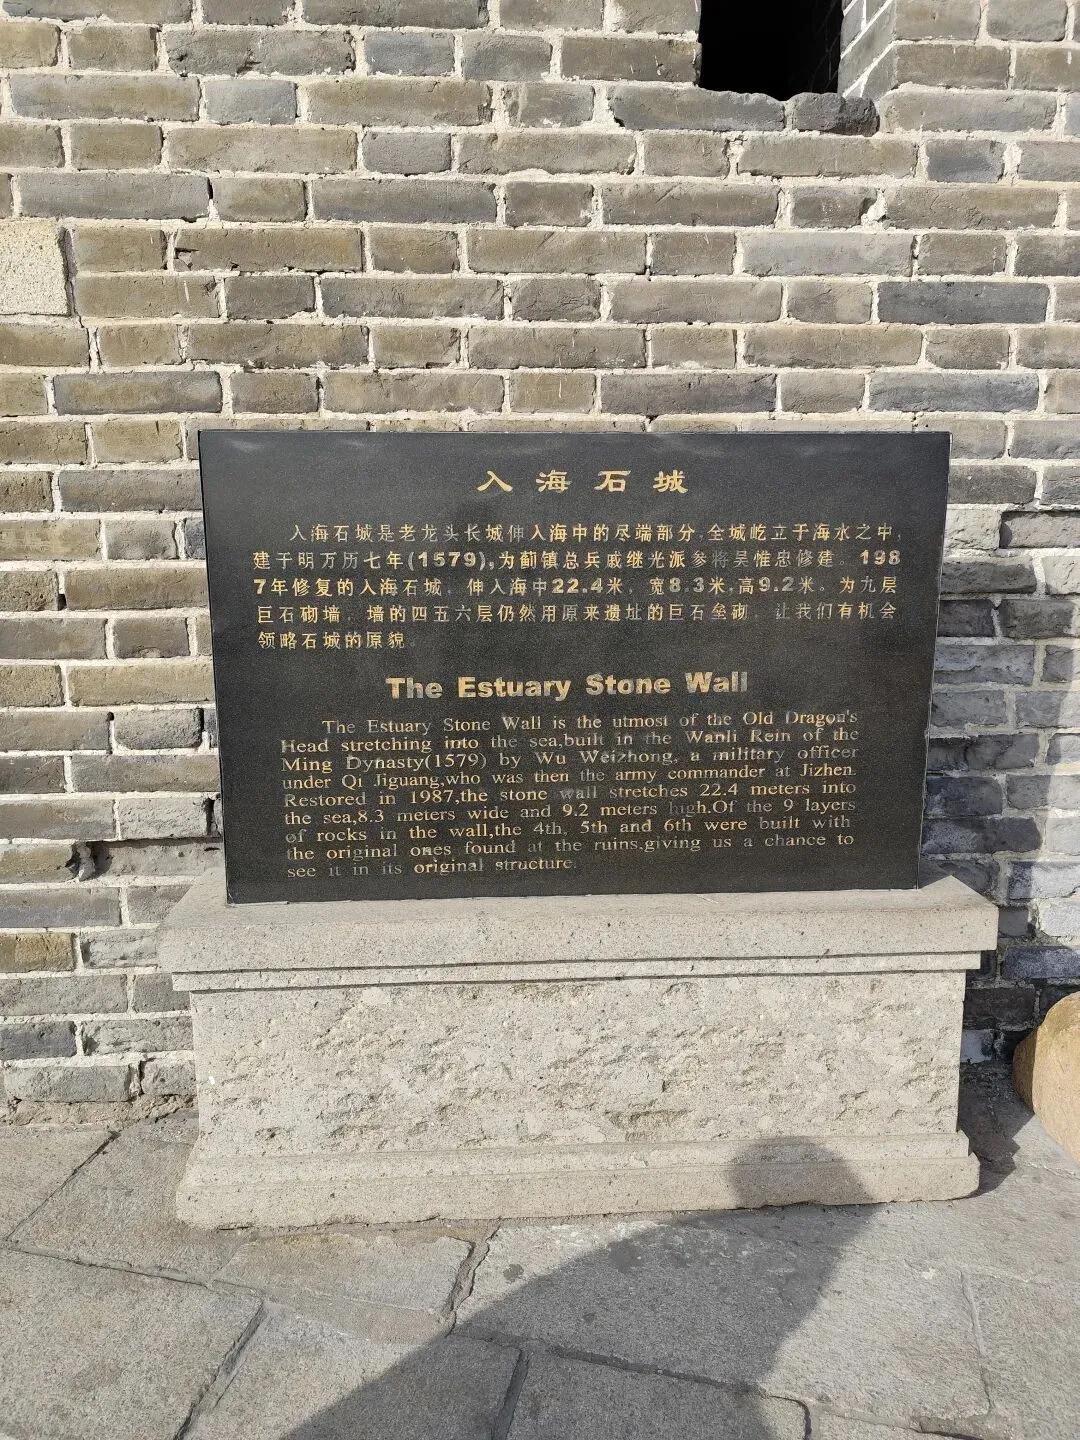 入海石城
入海石城是老龙头长城伸入海中的尽端部分,全城屹立于海水之中,
建于明万历七年(1579),为蓟镇总兵戚继光派参将吴惟忠修建。198
7年修复的入海石城,伸入海中22.4米,宽8.3米,高9.2米。为九层
巨石砌墙,墙的四五六层仍然用原来遗址的巨石垒砌,让我们有机会
领略石城的原貌。
The Estuary Stone Wall
The Estuary Stone Wall is the utmost of the Old Dragon's
Head stretching into the sea,built in the Wanli Rein of the
Ming Dynasty(1579) by Wu Weizhong, a military officer
under Qi Jiguang,who was then the army commander at Jizhen.
Restored in 1987,the stone wall stretches 22.4 meters into
the sea,8.3 meters wide and 9.2 meters high.Of the 9 layers
of rocks in the wall,the 4th, 5th and 6th were built with
the original ones found at the ruins,giving us a chance to
see it in its original structure.